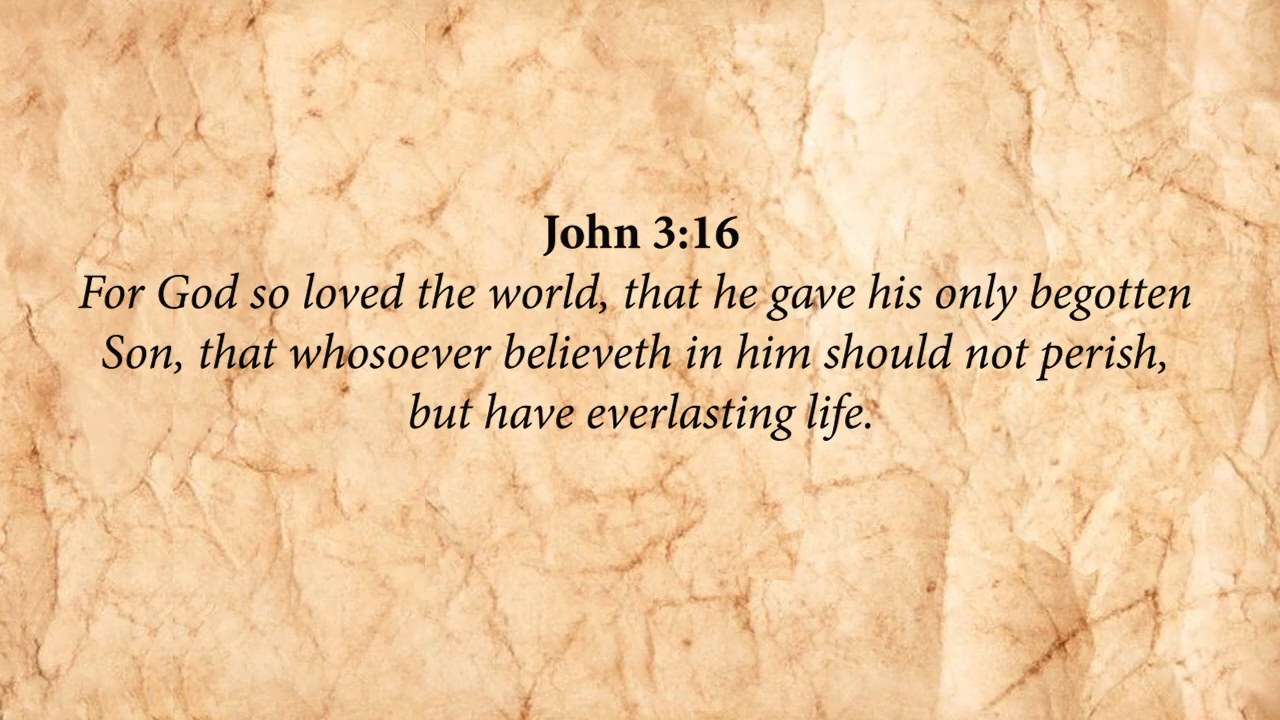 John 3:16
For God so loved the world, that he gave his only begotten
Son, that whosoever believeth in him should not perish,
but have everlasting life.